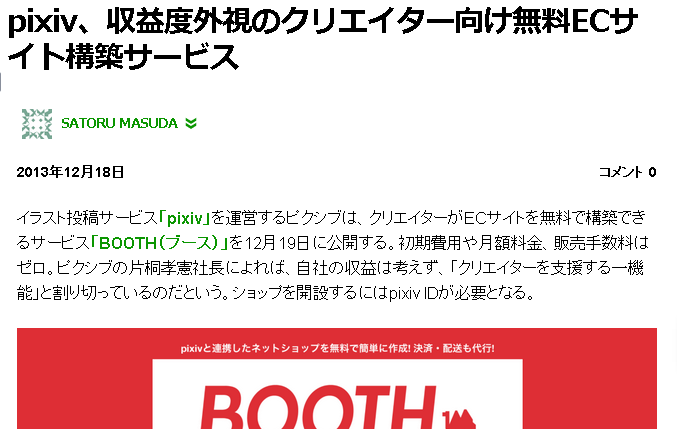 pixiv、収益度外視のクリエイター向け無料ECサ
イト構築サービス
SATORU MASUDA
2013年12月18日
コメント 0
イラスト投稿サービス「pixiv」を運営するピクシブは、クリエイターがECサイトを無料で構築でき
るサービス「BOOTH（ブース）」を12月19日に公開する。初期費用や月額料金、販売手数料は
ゼロ。ピクシブの片桐孝憲社長によれば、自社の収益は考えず、「クリエイターを支援する一機
能」と割り切っているのだという。ショップを開設するにはpixiv IDが必要となる。
pixivと連携したネットショップを無料で簡単に作成! 決済・配送も代行!
BOOTH